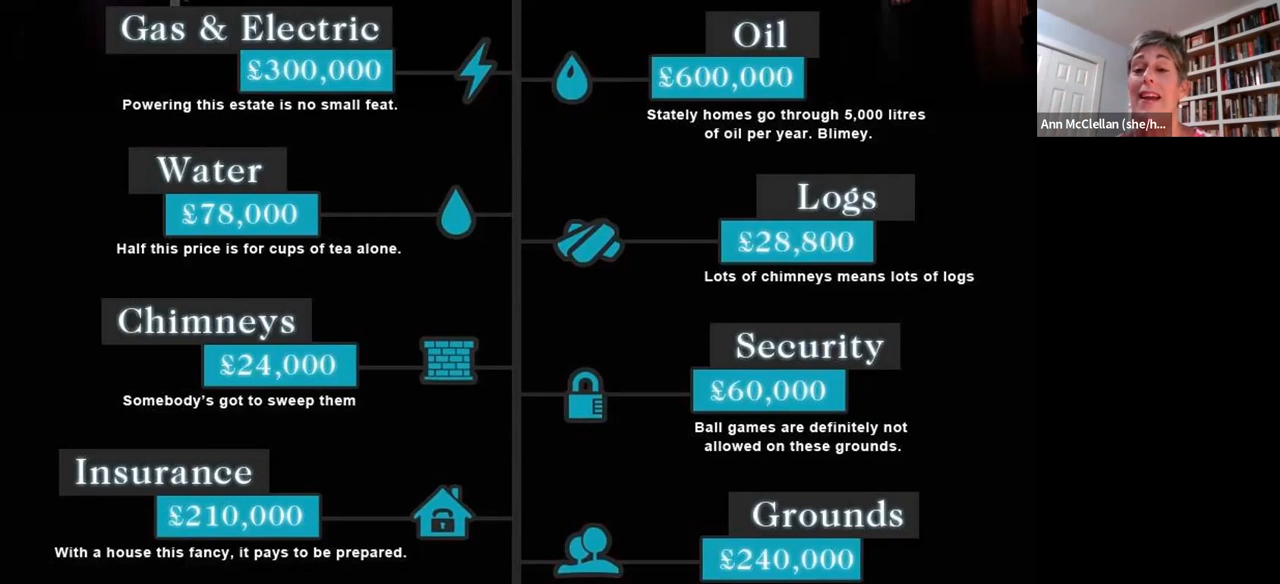 Gas & Electric
£300,000
Powering this estate is no small feat.
Oil
£600,000
Stately homes go through 5,000 litres
of oil per year. Blimey.
Ann McClellan (she/h...
Water
£78,000
Half this price is for cups of tea alone.
Logs
£28,800
Lots of chimneys means lots of logs
Chimneys
£24,000
Somebody's got to sweep them
Security
£60,000
Ball games are definitely not
allowed on these grounds.
Insurance
£210,000
With a house this fancy, it pays to be prepared.
Grounds
£240,000